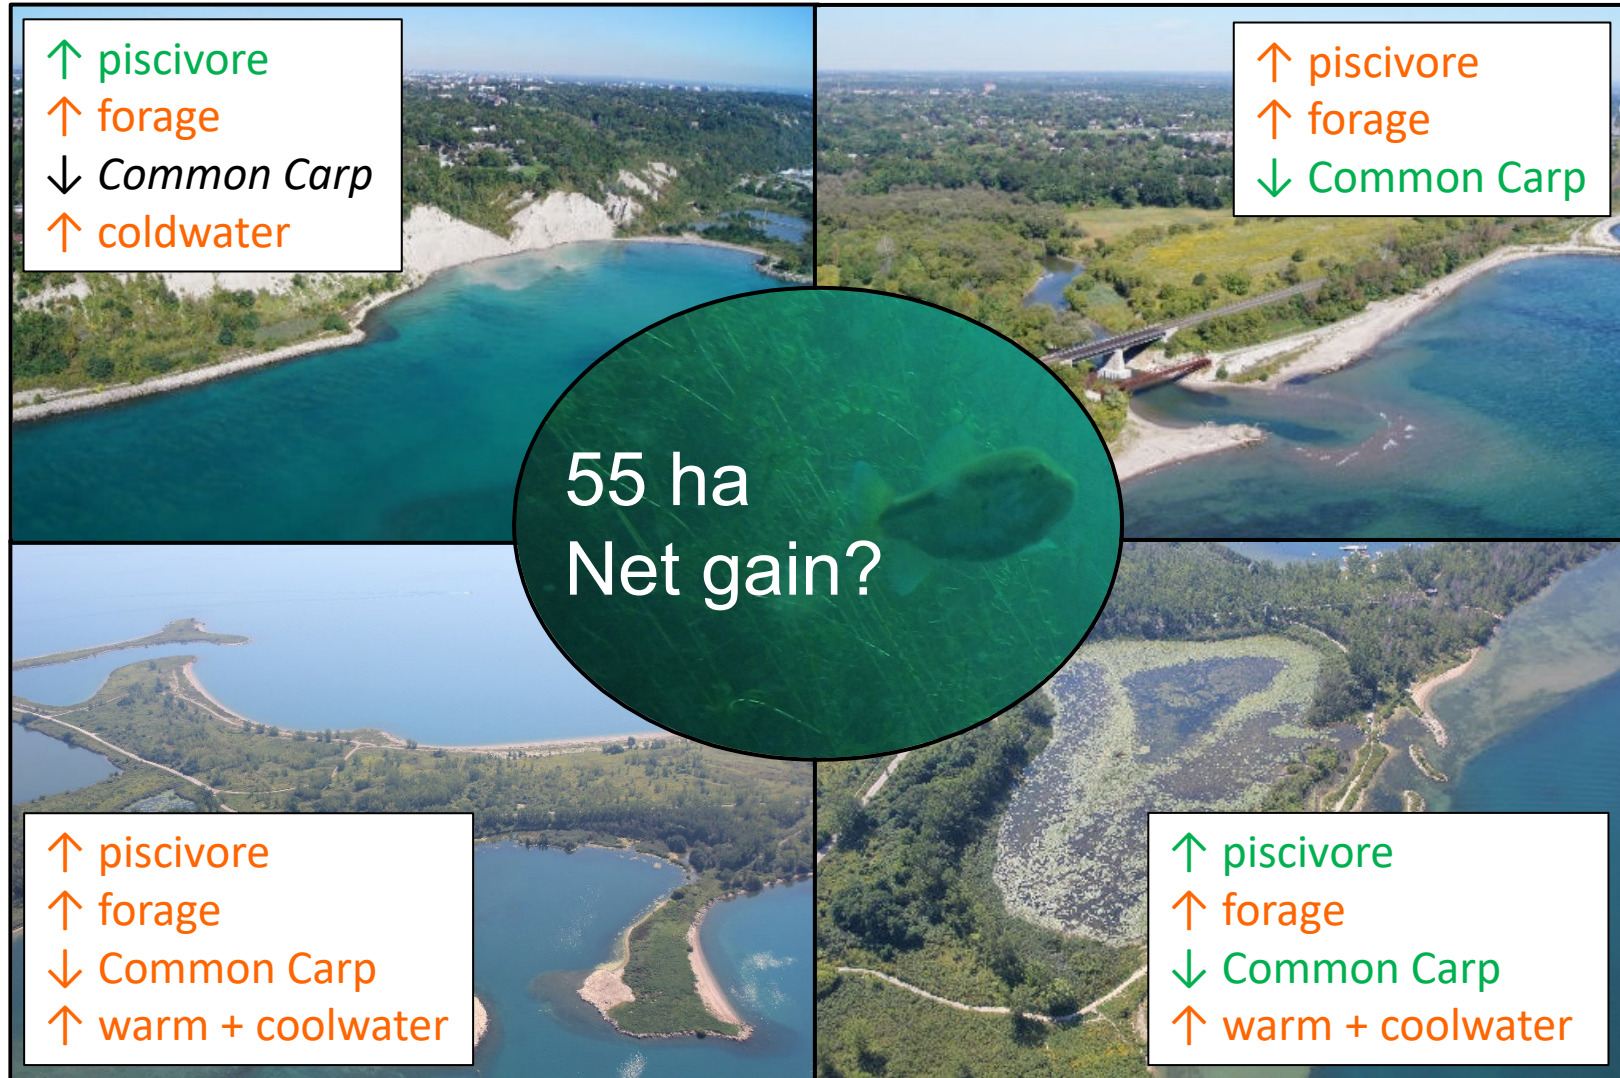 ↑ piscivore
↑ forage
↓ Common Carp
↑ coldwater
↑ piscivore
↑ forage
↓ Common Carp
55 ha
Net gain?
↑ piscivore
↑ forage
↓ Common Carp
↑ warm + coolwater
↑ piscivore
↑ forage
↓ Common Carp
↑ warm + coolwater